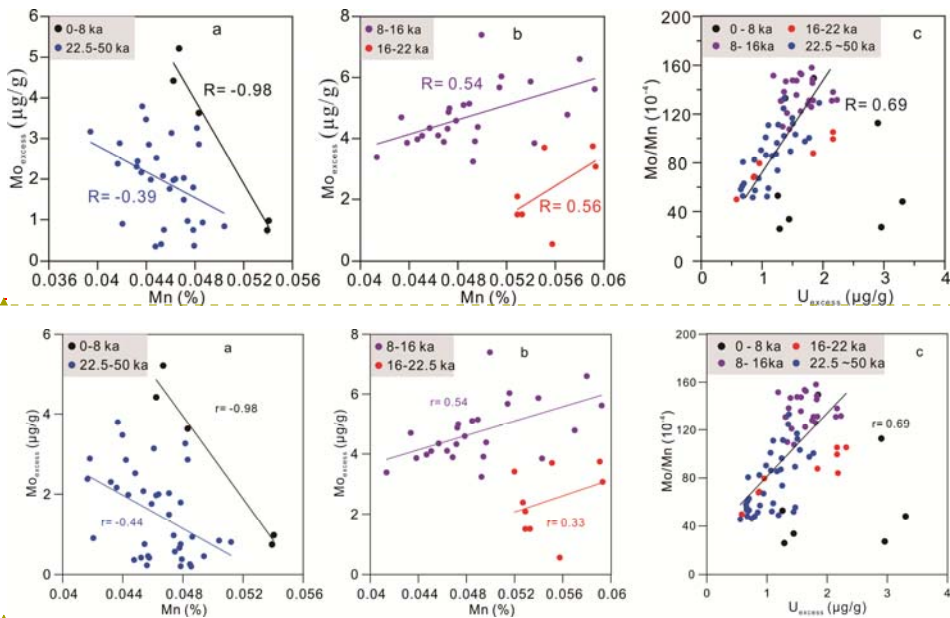 0-8 ka
22.5-50 ka
a
R= -0.98
R= -0.39
Mo excess (µg/g)
6
5
4
3
2
1
0
0.036 0.04 0.044 0.048 0.052 0.056
Mn (%)
8-16 ka
16-22 ka
b
R= 0.54
R= 0.56
Mo excess (µg/g)
8
6
4
2
0
0.04 0.044 0.048 0.052 0.056 0.06
Mn (%)
0 - 8 ka 16-22 ka
8- 16ka 22.5 ~50 ka
c
R= 0.69
Mo/Mn (10⁻⁴)
200
160
120
80
40
0
0 1 2 3 4
U excess (µg/g)
0-8 ka
22.5-50 ka
a
r= -0.98
r= -0.44
Mo excess (µg/g)
6
4
2
0
0.04 0.044 0.048 0.052 0.056
Mn (%)
8-16 ka
16-22.5 ka
b
r= 0.54
r= 0.33
Mo excess (µg/g)
8
6
4
2
0
0.04 0.044 0.048 0.052 0.056 0.06
Mn (%)
0 - 8 ka 16-22 ka
8- 16ka 22.5 ~50 ka
c
r= 0.69
Mo/Mn (10⁻⁴)
200
160
120
80
40
0
0 1 2 3 4
U excess (µg/g)